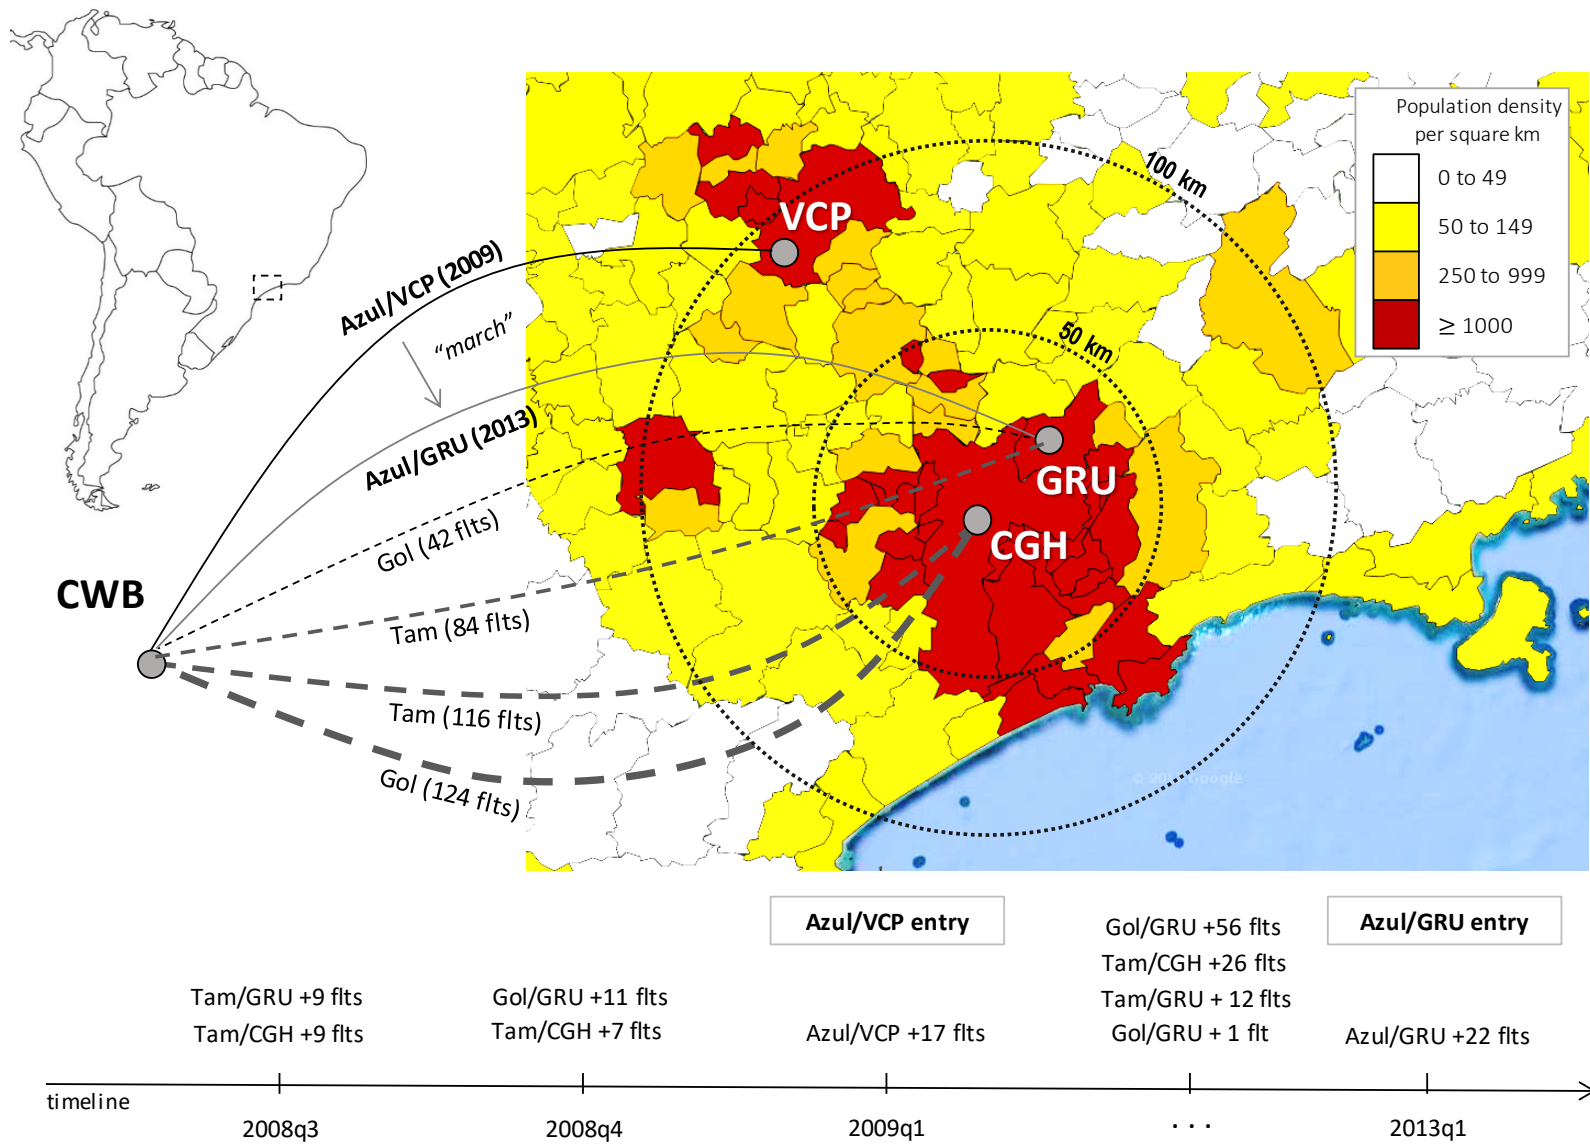 Population density
per square km
0 to 49
50 to 149
250 to 999
≥ 1000
100 km
50 km
VCP
GRU
CGH
CWB
Azul/VCP (2009)
"march"
Azul/GRU (2013)
Gol (42 flts)
Tam (84 flts)
Tam (116 flts)
Gol (124 flts)
Azul/VCP entry
Azul/GRU entry
Gol/GRU +56 flts
Tam/CGH +26 flts
Tam/GRU +9 flts
Gol/GRU +11 flts
Tam/GRU + 12 flts
Tam/CGH +9 flts
Tam/CGH +7 flts
Azul/VCP +17 flts
Gol/GRU + 1 flt
Azul/GRU +22 flts
timeline
2008q3
2008q4
2009q1
. . .
2013q1